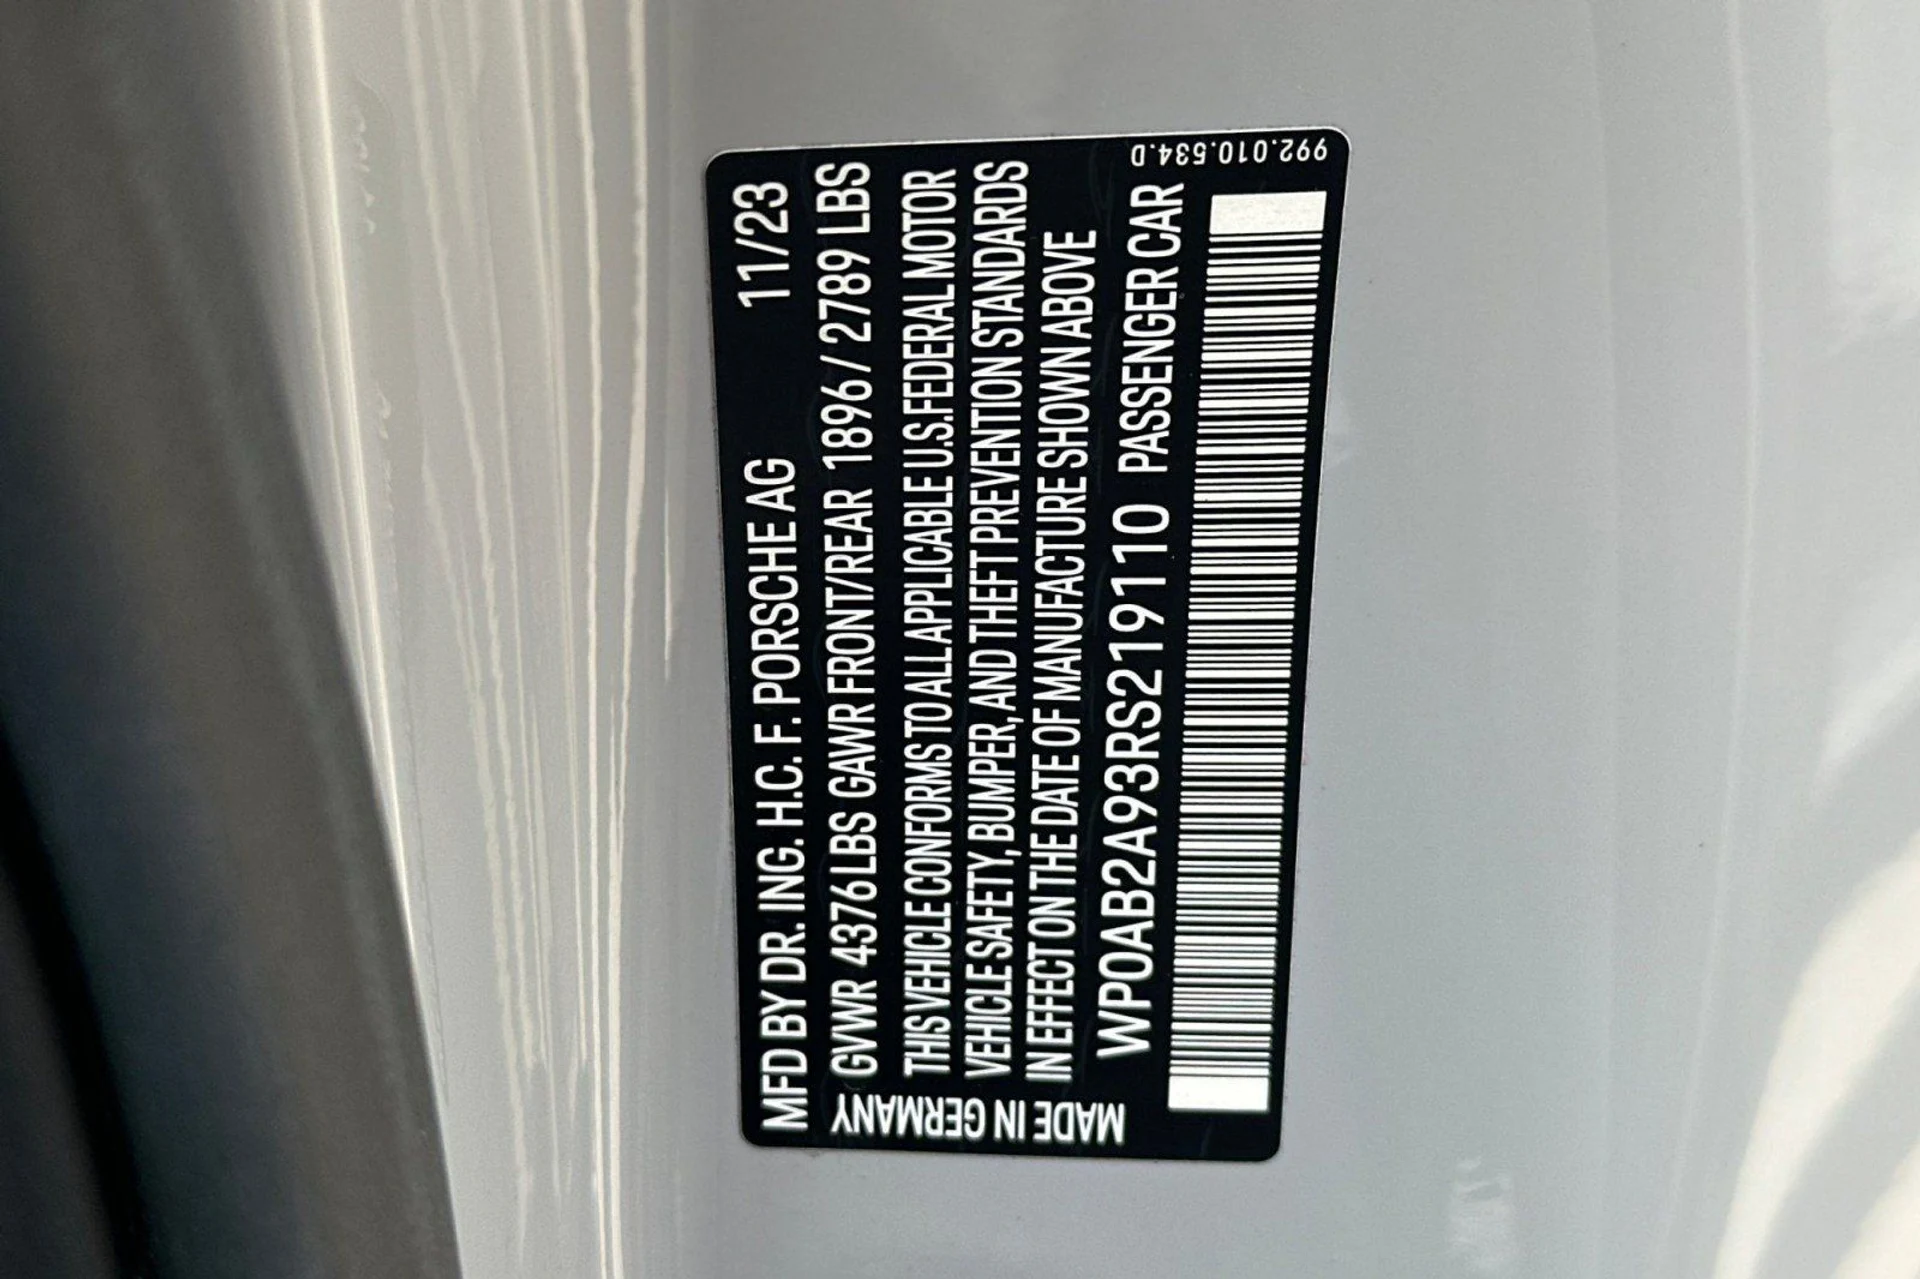 MFD BY DR. ING. H.C. F. PORSCHE AG 11/23
GVWR 4376 LBS GAWR FRONT/REAR 1896 / 2789 LBS
THIS VEHICLE CONFORMS TO ALL APPLICABLE U.S. FEDERAL MOTOR
VEHICLE SAFETY, BUMPER, AND THEFT PREVENTION STANDARDS
IN EFFECT ON THE DATE OF MANUFACTURE SHOWN ABOVE
WP0AB2A93RS219110 PASSENGER CAR
MADE IN GERMANY
992.010.534.D